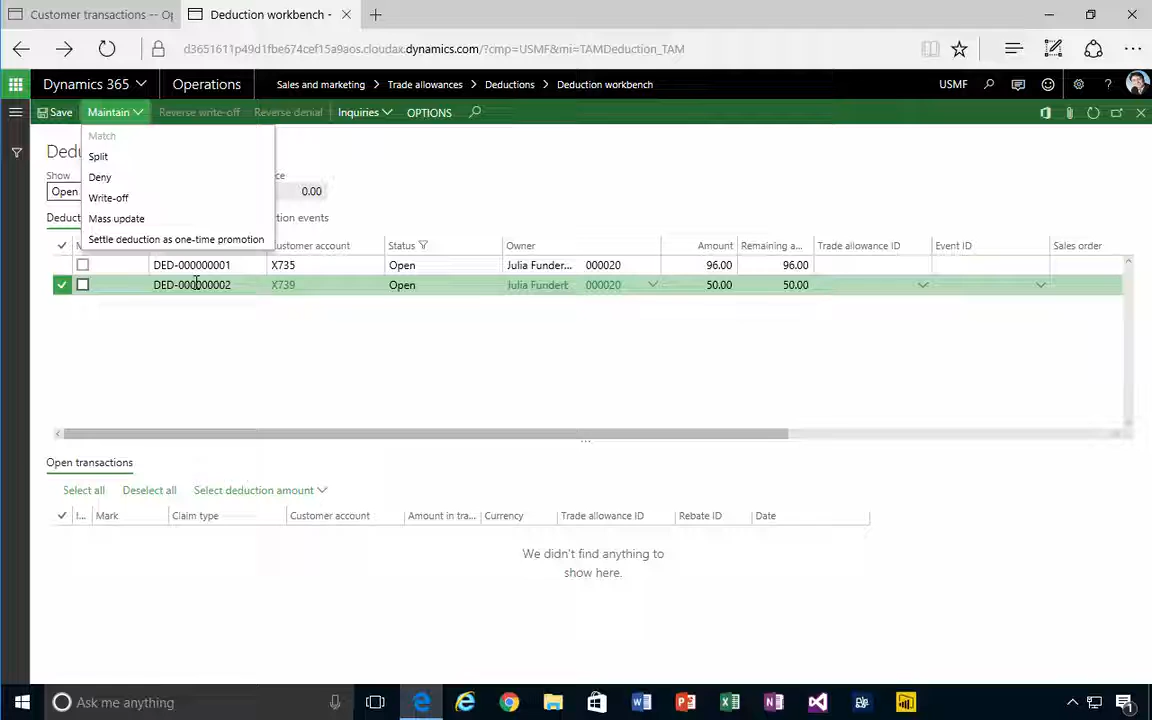 Customer transactions -- Op
Deduction workbench -
d3651611p49d1fbe674cef15a9aos.cloudax.dynamics.com/?cmp=USMF&mi=TAMDeduction_TAM
Dynamics 365
Operations
Sales and marketing > Trade allowances > Deductions > Deduction workbench
USMF
Save
Maintain
Reverse write-off
Reverse denial
Inquiries
OPTIONS
Match
Split
Deny
Write-off
Mass update
Settle deduction as one-time promotion
Show
Open
0.00
tion events
Customer account Status Owner Amount Remaining a... Trade allowance ID Event ID Sales order
DED-000000001 X735 Open Julia Funder... 000020 96.00 96.00
DED-000000002 X739 Open Julia Fundert 000020 50.00 50.00
...
Open transactions
Select all Deselect all Select deduction amount
I... Mark Claim type Customer account Amount in tra... Currency Trade allowance ID Rebate ID Date
We didn't find anything to
show here.
Ask me anything